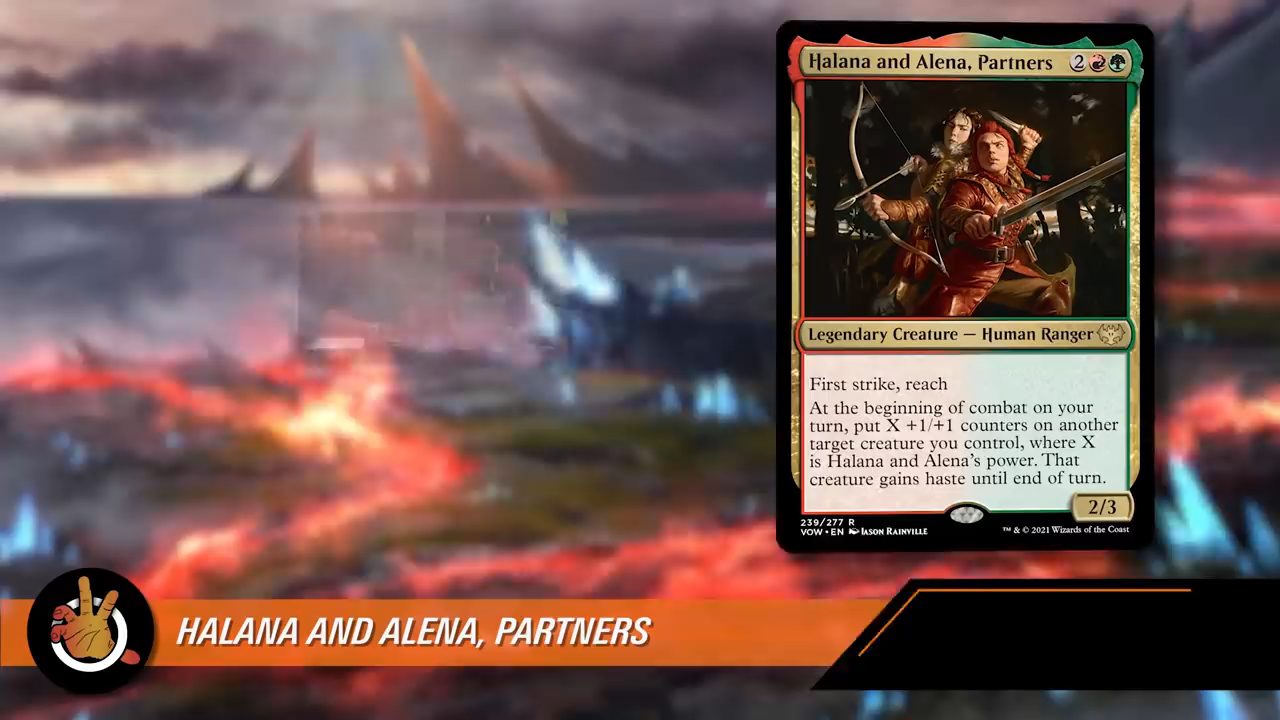 Halana and Alena, Partners 2
Legendary Creature — Human Ranger
First strike, reach
At the beginning of combat on your
turn, put X +1/+1 counters on another
target creature you control, where X
is Halana and Alena's power. That
creature gains haste until end of turn.
2/3
239/277 R
VOW • EN JASON RAINVILLE
™ & © 2021 Wizards of the Coast
HALANA AND ALENA, PARTNERS